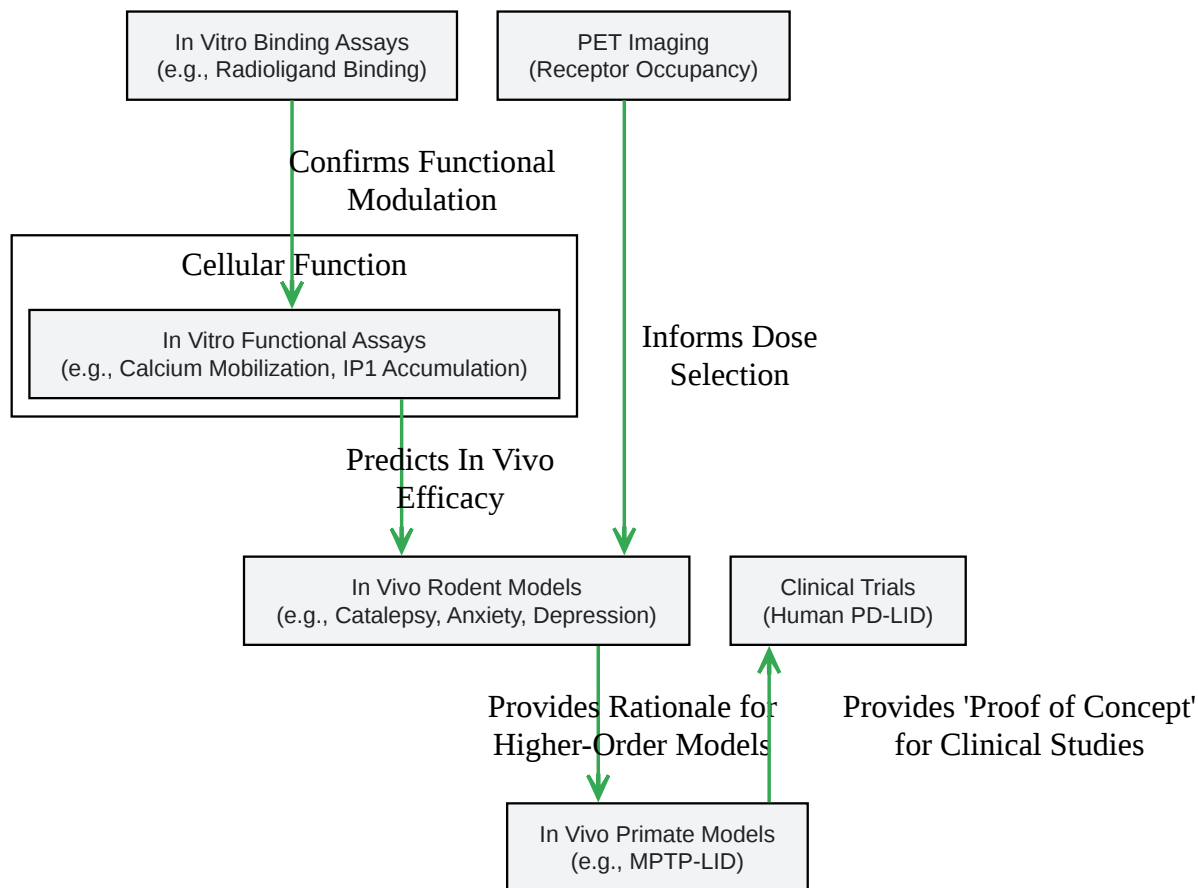 In Vitro Binding Assays
(e.g., Radioligand Binding)
PET Imaging
(Receptor Occupancy)
Confirms Functional
Modulation
Cellular Function
In Vitro Functional Assays
(e.g., Calcium Mobilization, IP1 Accumulation)
Informs Dose
Selection
Predicts In Vivo
Efficacy
In Vivo Rodent Models
(e.g., Catalepsy, Anxiety, Depression)
Clinical Trials
(Human PD-LID)
Provides Rationale for
Higher-Order Models
Provides 'Proof of Concept'
for Clinical Studies
In Vivo Primate Models
(e.g., MPTP-LID)